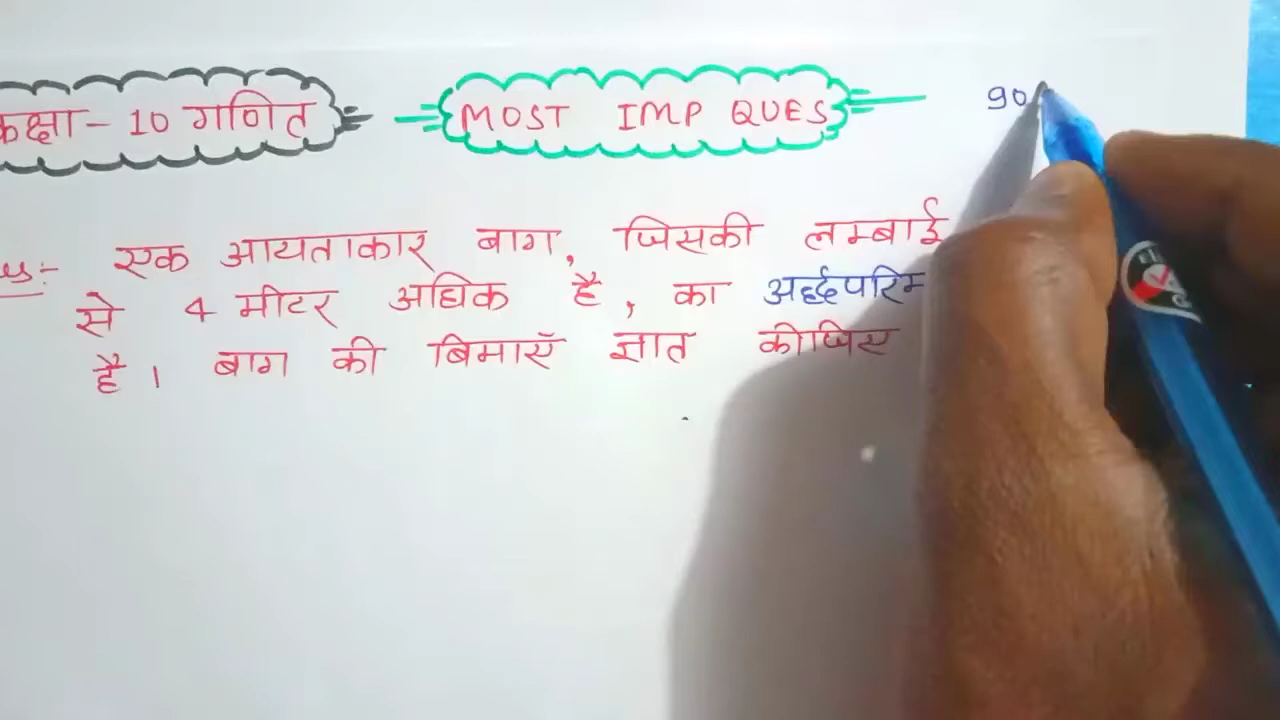 कक्षा - 10 गणित
MOST IMP QUES
90
एक आयताकार बाग, जिसकी लम्बाई
से 4 मीटर अधिक है, का अर्द्धपरिम
है। बाग की बिमाएँ ज्ञात कीजिए